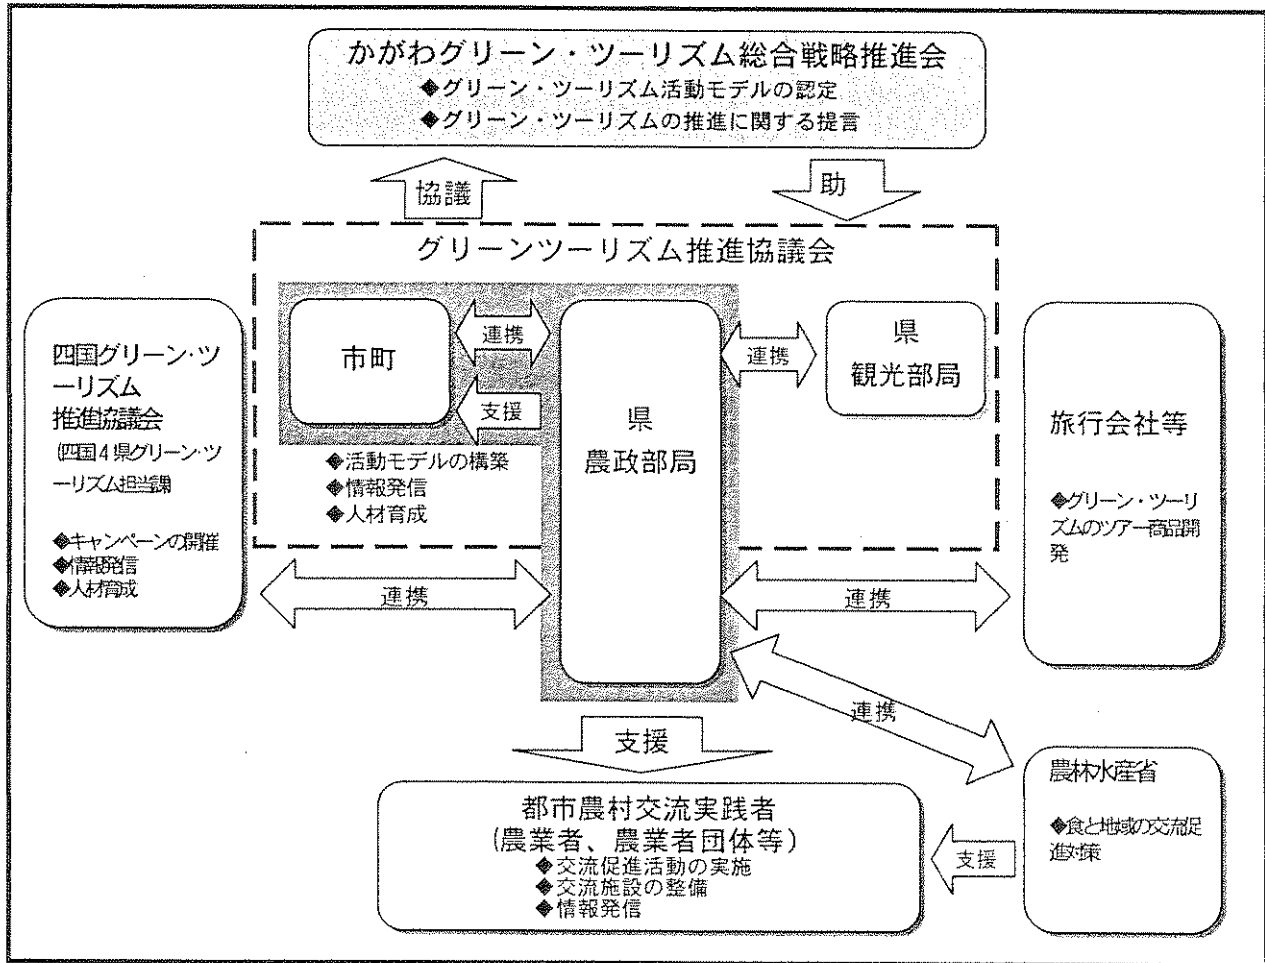 かがわグリーン・ツーリズム総合戦略推進会
◆グリーン・ツーリズム活動モデルの認定
◆グリーン・ツーリズムの推進に関する提言
協議
助
グリーンツーリズム推進協議会
四国グリーン・ツ
ーリズム
推進協議会
(四国4県グリーン・ツ
ーリズム担当課)
◆キャンペーンの開催
◆情報発信
◆人材育成
市町
連携
支援
県
農政部局
連携
県
観光部局
◆活動モデルの構築
◆情報発信
◆人材育成
旅行会社等
◆グリーン・ツーリ
ズムのツアー商品開
発
連携
連携
連携
支援
都市農村交流実践者
(農業者、農業者団体等)
◆交流促進活動の実施
◆交流施設の整備
◆情報発信
支援
農林水産省
◆食と地域の交流促
進対策